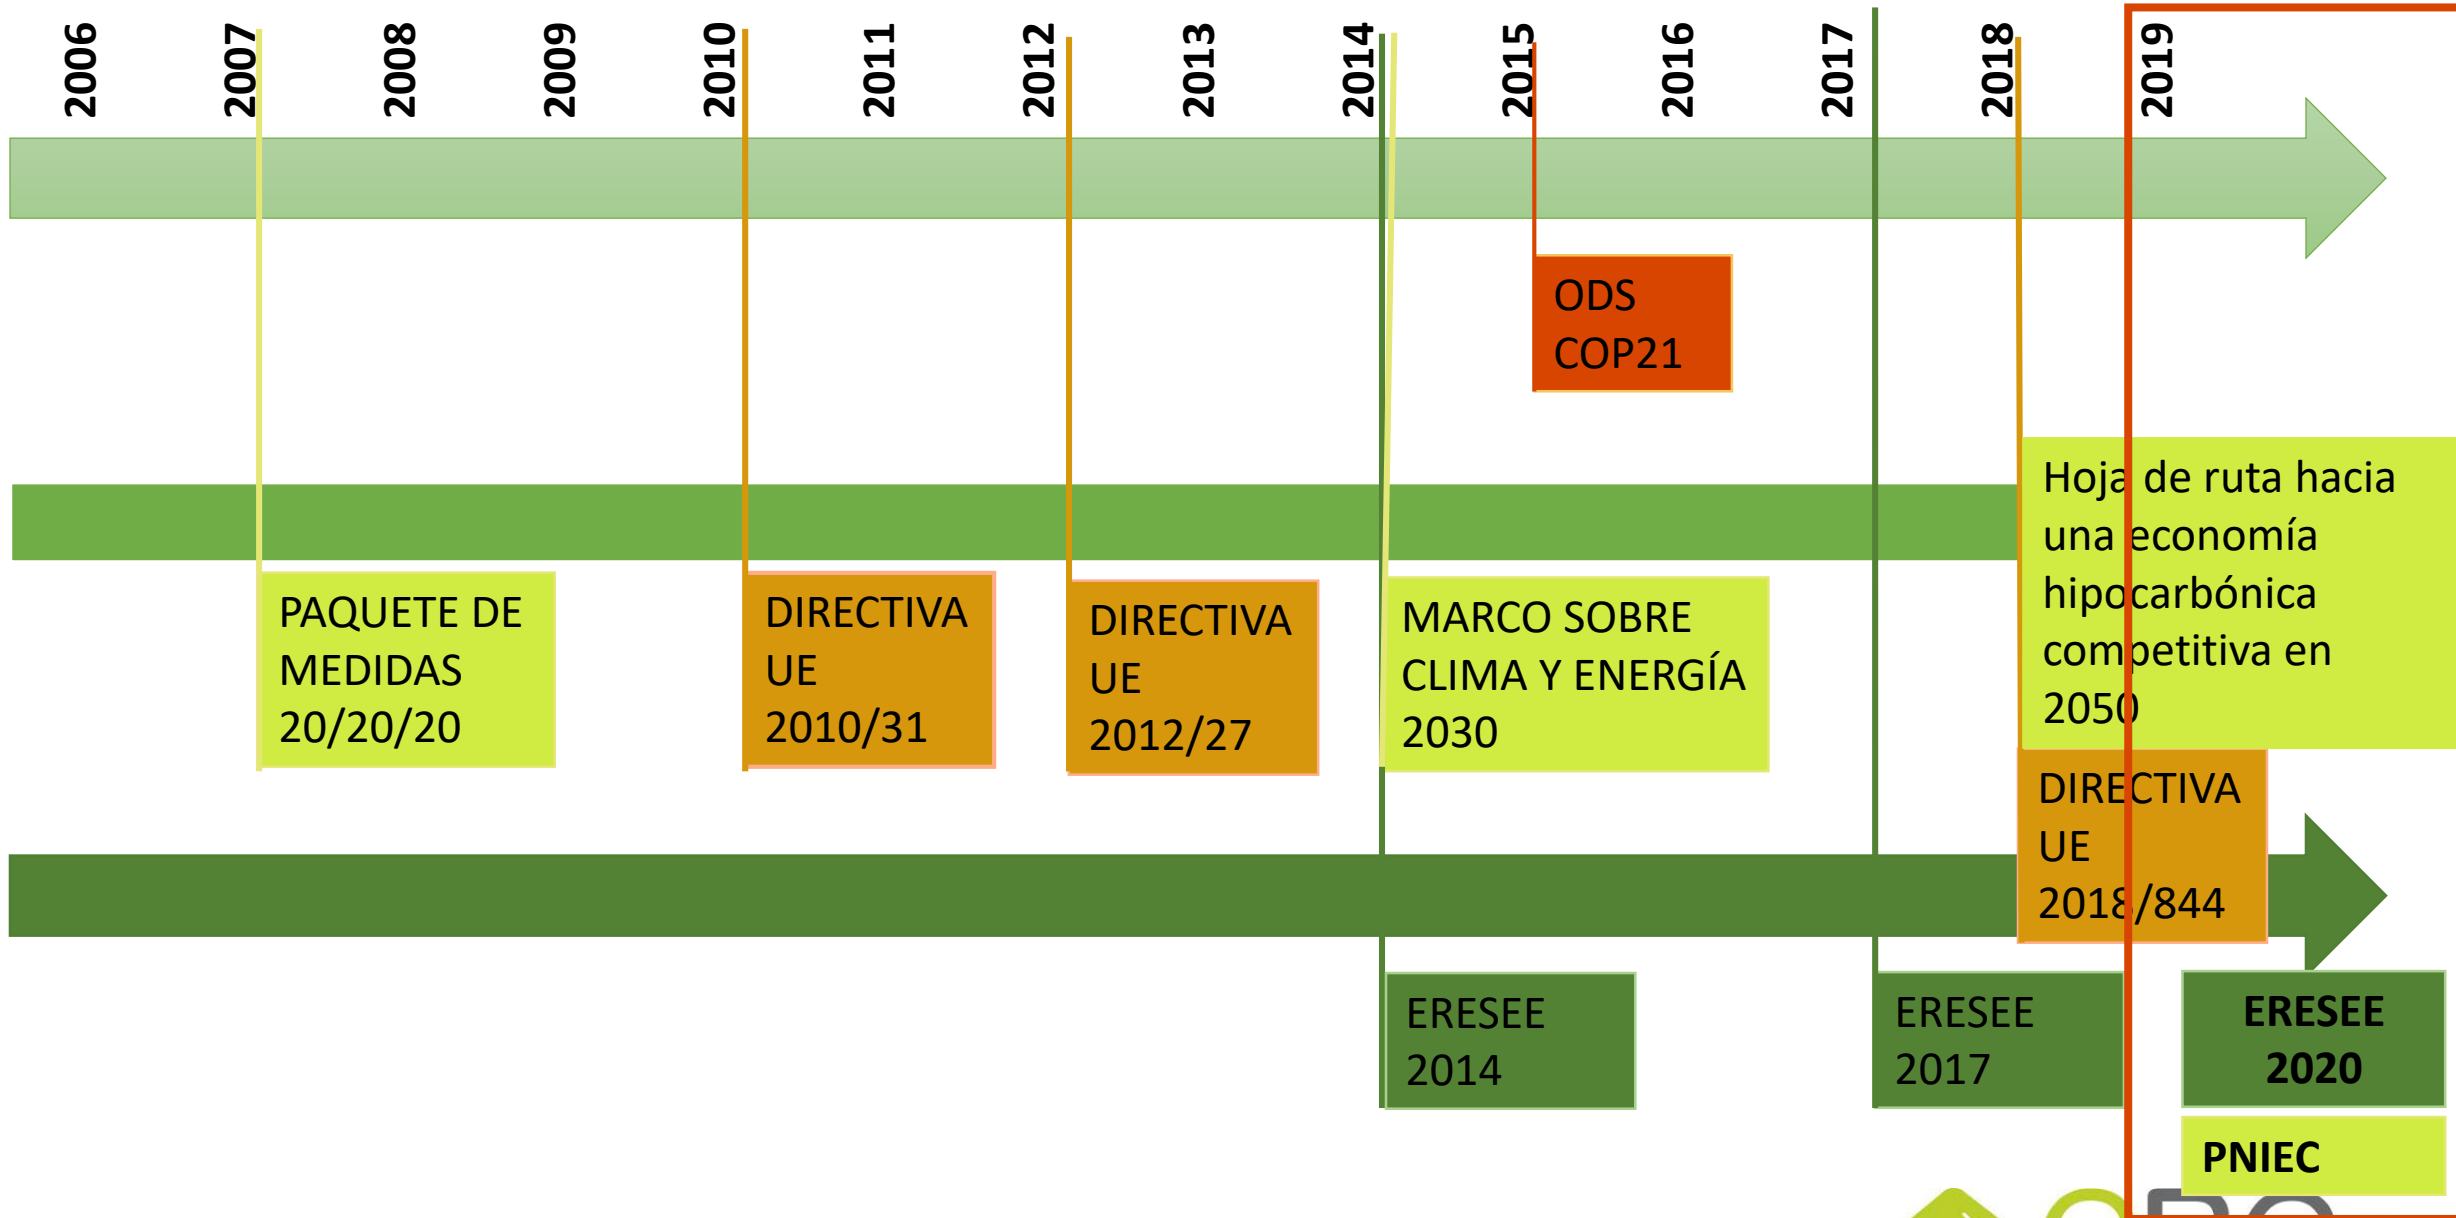 2006
2007
2008
2009
2010
2011
2012
2013
2014
2015
2016
2017
2018
2019
ODS
COP21
Hoja de ruta hacia
una economía
hipocarbónica
competitiva en
2050
PAQUETE DE
MEDIDAS
20/20/20
DIRECTIVA
UE
2010/31
DIRECTIVA
UE
2012/27
MARCO SOBRE
CLIMA Y ENERGÍA
2030
DIRECTIVA
UE
2018/844
ERESEE
2014
ERESEE
2017
ERESEE
2020
PNIEC